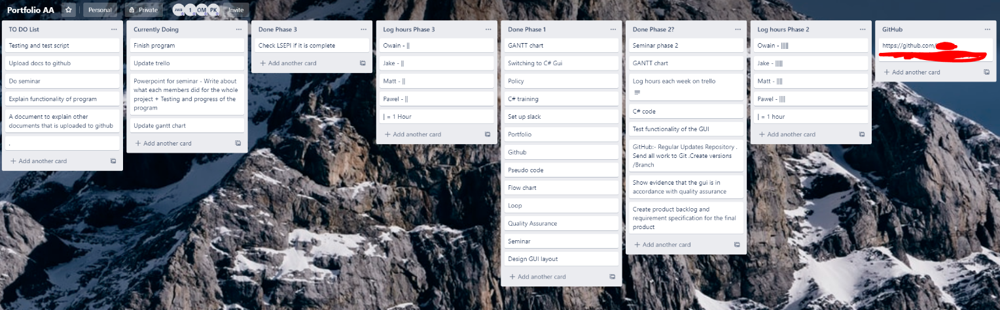 Portfolio AA
Personal
Private
JWB
1
OM
PK
Invite
TO DO List
Testing and test script
Upload docs to github
Do seminar
Explain functionality of program
A document to explain other
documents that is uploaded to github
.
+ Add another card
Currently Doing
Finish program
Update trello
Powerpoint for seminar - Write about
what each members did for the whole
project + Testing and progress of the
program
Update gantt chart
+ Add another card
Done Phase 3
Check LSEPI if it is complete
+ Add another card
Log hours Phase 3
Owain - ||
Jake - ||
Matt - ||
Pawel - ||
| = 1 Hour
+ Add another card
Done Phase 1
GANTT chart
Switching to C# Gui
Policy
C# training
Set up slack
Portfolio
Github
Pseudo code
Flow chart
Loop
Quality Assurance
Seminar
Design GUI layout
+ Add another card
Done Phase 2?
Seminar phase 2
GANTT chart
Log hours each week on trello
C# code
Test functionality of the GUI
GitHub:- Regular Updates Repository .
Send all work to Git .Create versions
/Branch
Show evidence that the gui is in
accordance with quality assurance
Create product backlog and
requirement specification for the final
product
+ Add another card
Log hours Phase 2
Owain - ||||||
Jake - |||||
Matt - ||||
Pawel - ||||
| = 1 hour
+ Add another card
GitHub
https://github.com/
+ Add another card